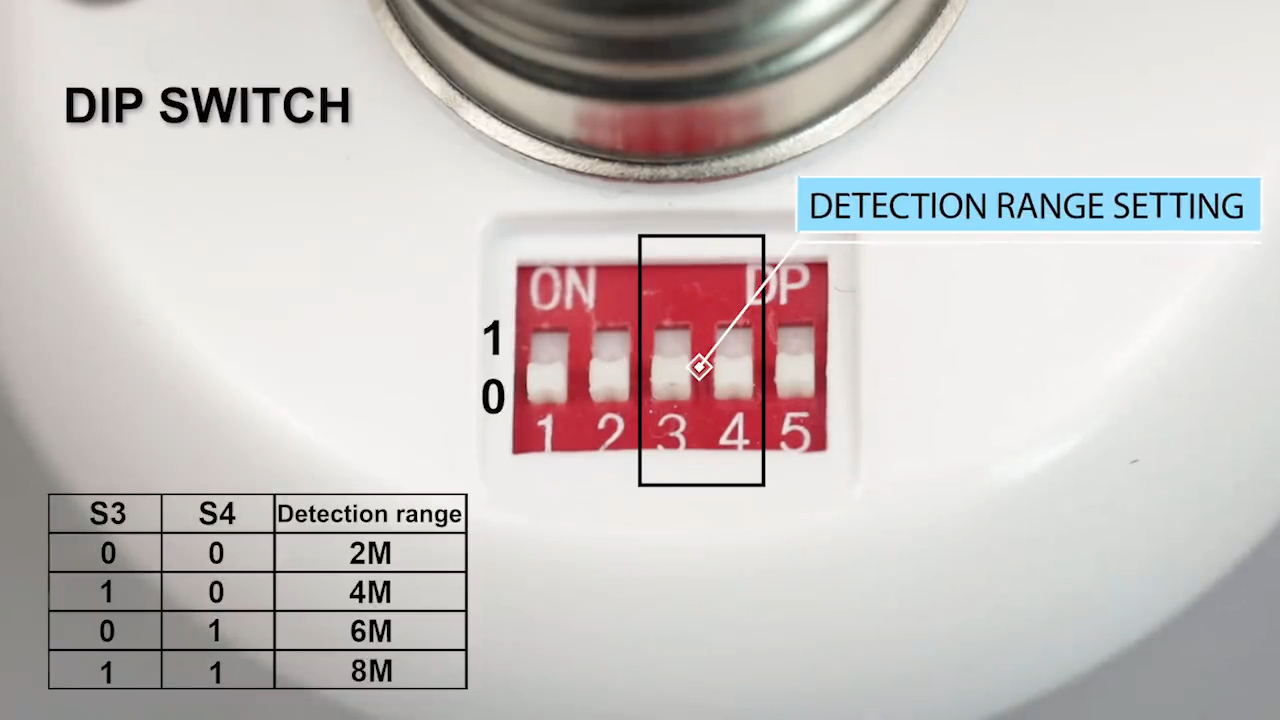 DIP SWITCH
DETECTION RANGE SETTING
ON DP
1
0
1 2 3 4 5
S3 S4 Detection range
0 0 2M
1 0 4M
0 1 6M
1 1 8M